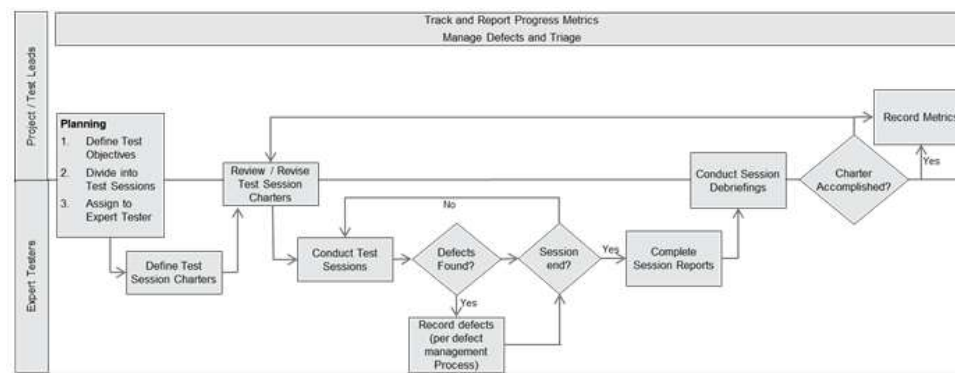 Track and Report Progress Metrics
Manage Defects and Triage
Project / Test Leads
Expert Testers
Planning
1. Define Test
Objectives
2. Divide into
Test Sessions
3. Assign to
Expert Tester
Define Test
Session Charters
Review / Revise
Test Session
Charters
Conduct Test
Sessions
Defects
Found?
Yes
Record defects
(per defect
management
Process)
No
Session
end?
Yes
Complete
Session Reports
Conduct Session
Debriefings
Charter
Accomplished?
Yes
Record Metrics